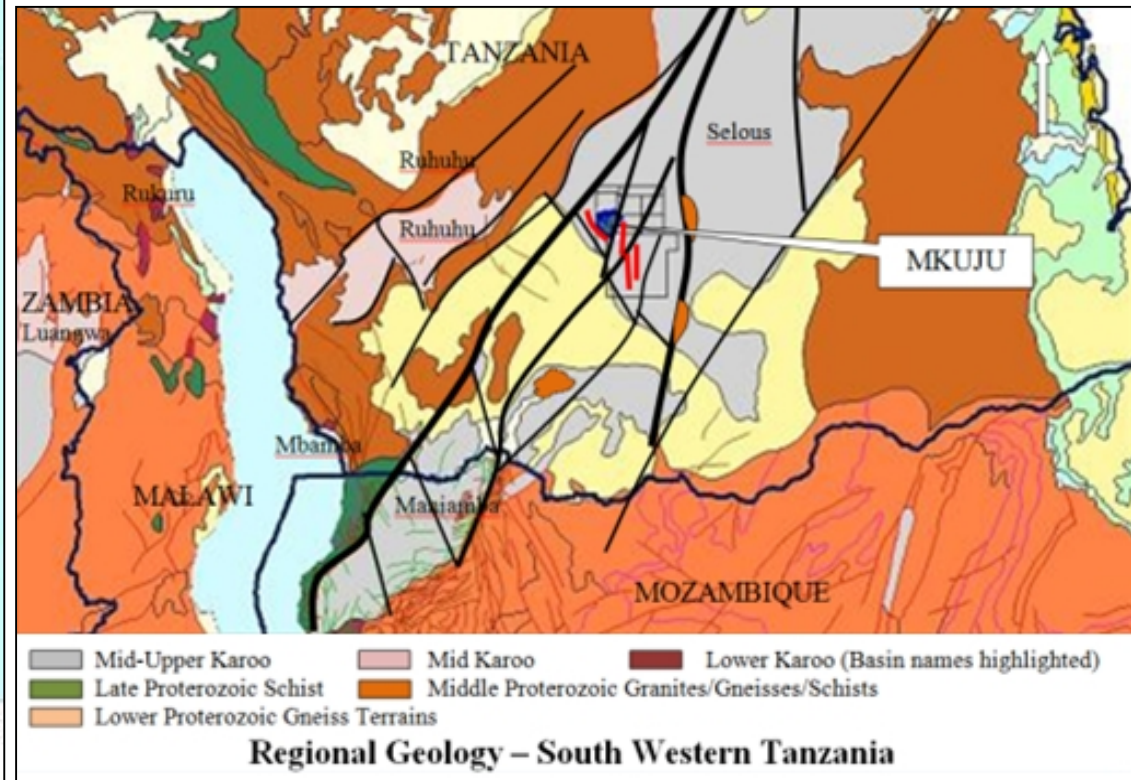 TANZANIA
Selous
Ruhuhu
Rukuru
Ruhuhu
MKUJU
ZAMBIA
Luangwa
Mbamba
MALAWI
Maniamba
MOZAMBIQUE
Mid-Upper Karoo
Mid Karoo
Lower Karoo (Basin names highlighted)
Late Proterozoic Schist
Middle Proterozoic Granites/Gneisses/Schists
Lower Proterozoic Gneiss Terrains
Regional Geology – South Western Tanzania